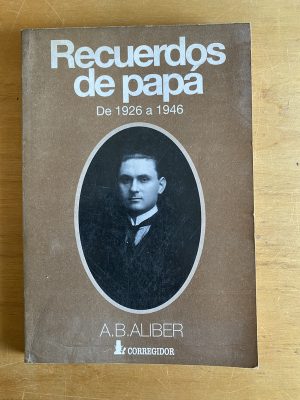 Recuerdos
de papá
De 1926 a 1946
A.B.ALIBER
CORREGIDOR